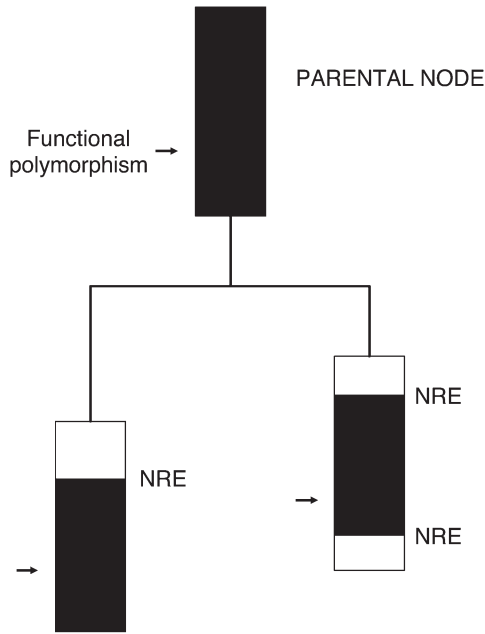 PARENTAL NODE
Functional
polymorphism
NRE
NRE
NRE